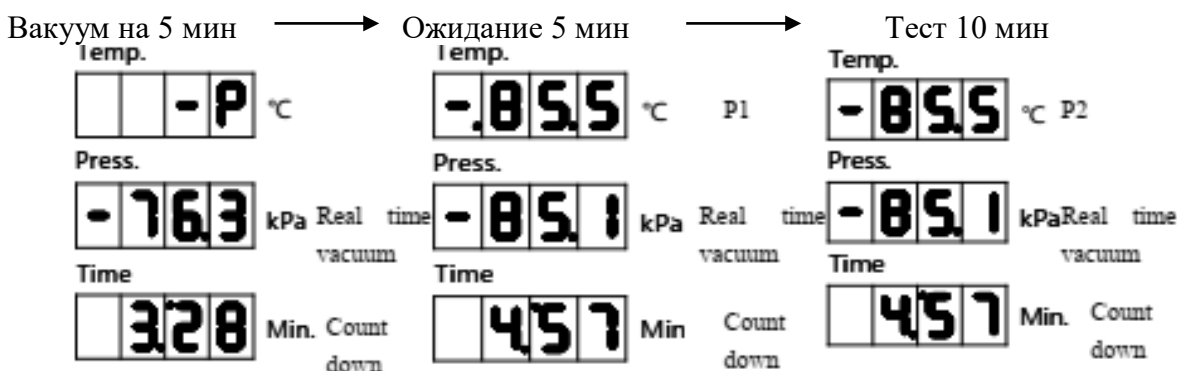 Вакуум на 5 мин Ожидание 5 мин Тест 10 мин
Temp. Temp. Temp.
-P °C -.85.5 °C P1 -85.5 °C P2
Press. Press. Press.
-76.3 kPa Real time vacuum -85.1 kPa Real time vacuum -85.1 kPa Real time vacuum
Time Time Time
3.28 Min. Count down 4.57 Min Count down 4.57 Min. Count down